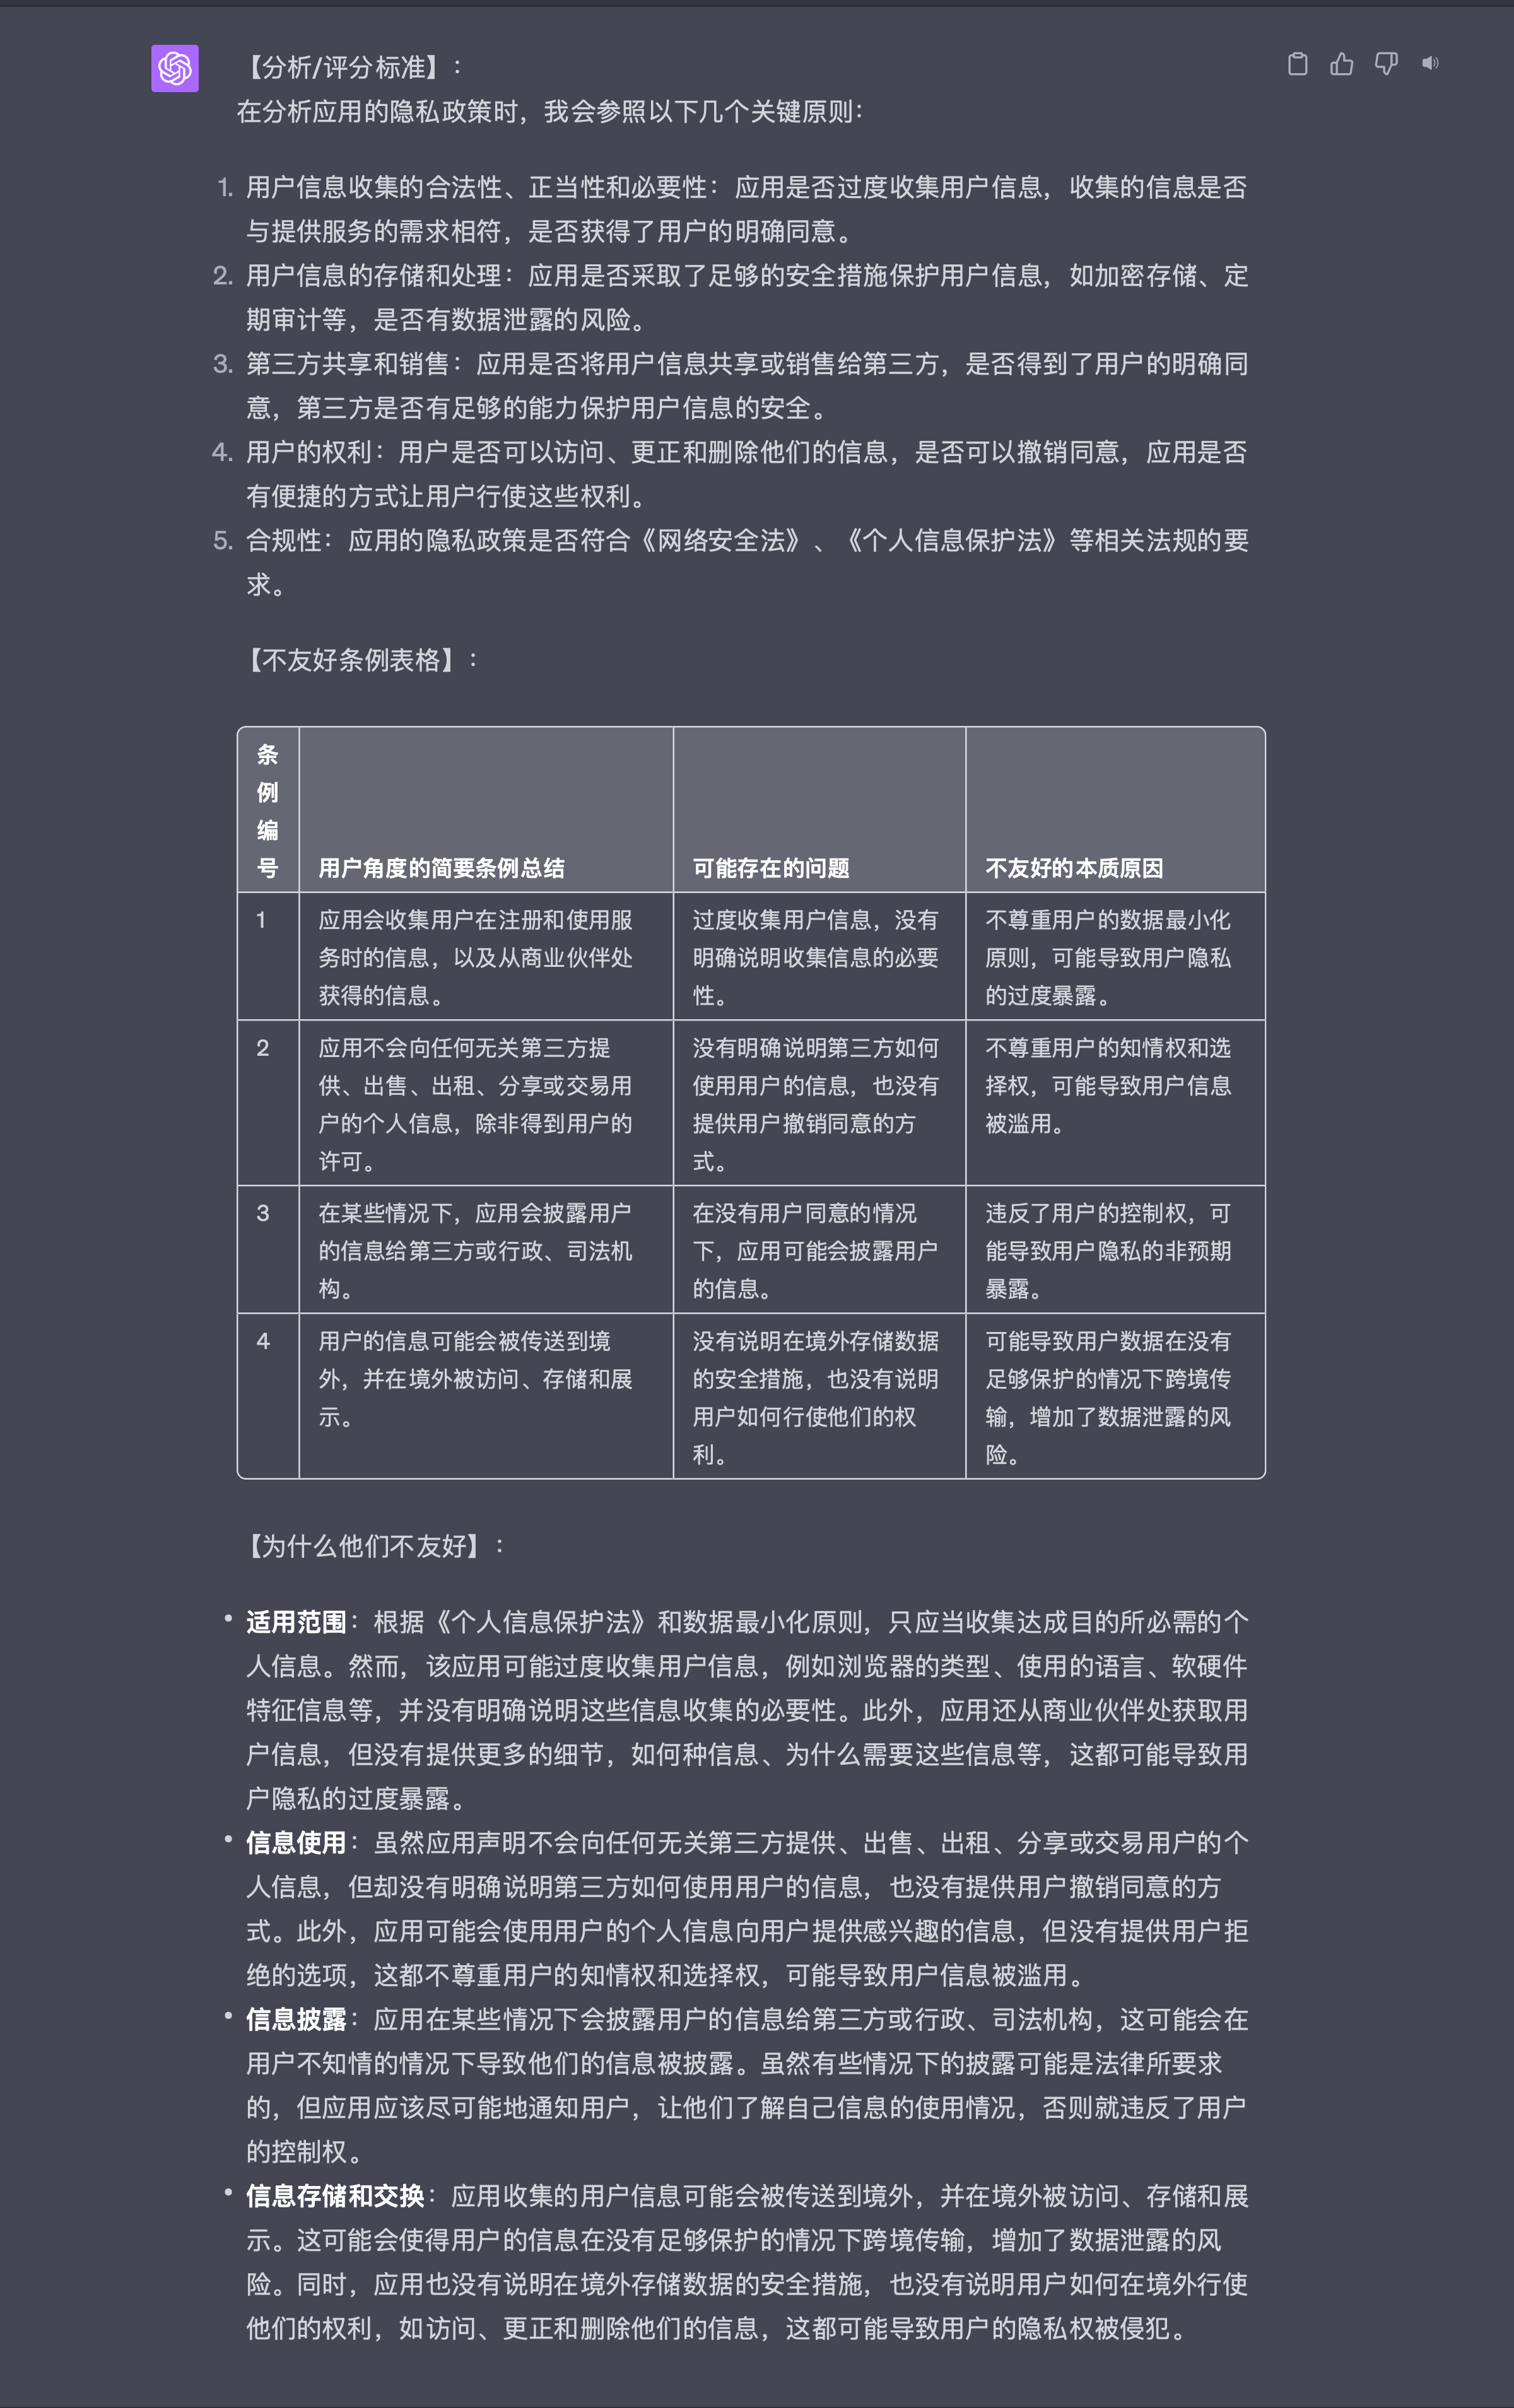 【分析/评分标准】：
在分析应用的隐私政策时，我会参照以下几个关键原则：
1. 用户信息收集的合法性、正当性和必要性：应用是否过度收集用户信息，收集的信息是否
与提供服务的需求相符，是否获得了用户的明确同意。
2. 用户信息的存储和处理：应用是否采取了足够的安全措施保护用户信息，如加密存储、定
期审计等，是否有数据泄露的风险。
3. 第三方共享和销售：应用是否将用户信息共享或销售给第三方，是否得到了用户的明确同
意，第三方是否有足够的能力保护用户信息的安全。
4. 用户的权利：用户是否可以访问、更正和删除他们的信息，是否可以撤销同意，应用是否
有便捷的方式让用户行使这些权利。
5. 合规性：应用的隐私政策是否符合《网络安全法》、《个人信息保护法》等相关法规的要
求。
【不友好条例表格】：
条
例
编
号
用户角度的简要条例总结
可能存在的问题
不友好的本质原因
1
应用会收集用户在注册和使用服
务时的信息，以及从商业伙伴处
获得的信息。
过度收集用户信息，没有
明确说明收集信息的必要
性。
不尊重用户的数据最小化
原则，可能导致用户隐私
的过度暴露。
2
应用不会向任何无关第三方提
供、出售、出租、分享或交易用
户的个人信息，除非得到用户的
许可。
没有明确说明第三方如何
使用用户的信息，也没有
提供用户撤销同意的方
式。
不尊重用户的知情权和选
择权，可能导致用户信息
被滥用。
3
在某些情况下，应用会披露用户
的信息给第三方或行政、司法机
构。
在没有用户同意的情况
下，应用可能会披露用户
的信息。
违反了用户的控制权，可
能导致用户隐私的非预期
暴露。
4
用户的信息可能会被传送到境
外，并在境外被访问、存储和展
示。
没有说明在境外存储数据
的安全措施，也没有说明
用户如何行使他们的权
利。
可能导致用户数据在没有
足够保护的情况下跨境传
输，增加了数据泄露的风
险。
【为什么他们不友好】：
• 适用范围：根据《个人信息保护法》和数据最小化原则，只应当收集达成目的所必需的个
人信息。然而，该应用可能过度收集用户信息，例如浏览器的类型、使用的语言、软硬件
特征信息等，并没有明确说明这些信息收集的必要性。此外，应用还从商业伙伴处获取用
户信息，但没有提供更多的细节，如何种信息、为什么需要这些信息等，这都可能导致用
户隐私的过度暴露。
• 信息使用：虽然应用声明不会向任何无关第三方提供、出售、出租、分享或交易用户的个
人信息，但却没有明确说明第三方如何使用用户的信息，也没有提供用户撤销同意的方
式。此外，应用可能会使用用户的个人信息向用户提供感兴趣的信息，但没有提供用户拒
绝的选项，这都不尊重用户的知情权和选择权，可能导致用户信息被滥用。
• 信息披露：应用在某些情况下会披露用户的信息给第三方或行政、司法机构，这可能会在
用户不知情的情况下导致他们的信息被披露。虽然有些情况下的披露可能是法律所要求
的，但应用应该尽可能地通知用户，让他们了解自己信息的使用情况，否则就违反了用户
的控制权。
• 信息存储和交换：应用收集的用户信息可能会被传送到境外，并在境外被访问、存储和展
示。这可能会使得用户的信息在没有足够保护的情况下跨境传输，增加了数据泄露的风
险。同时，应用也没有说明在境外存储数据的安全措施，也没有说明用户如何在境外行使
他们的权利，如访问、更正和删除他们的信息，这都可能导致用户的隐私权被侵犯。